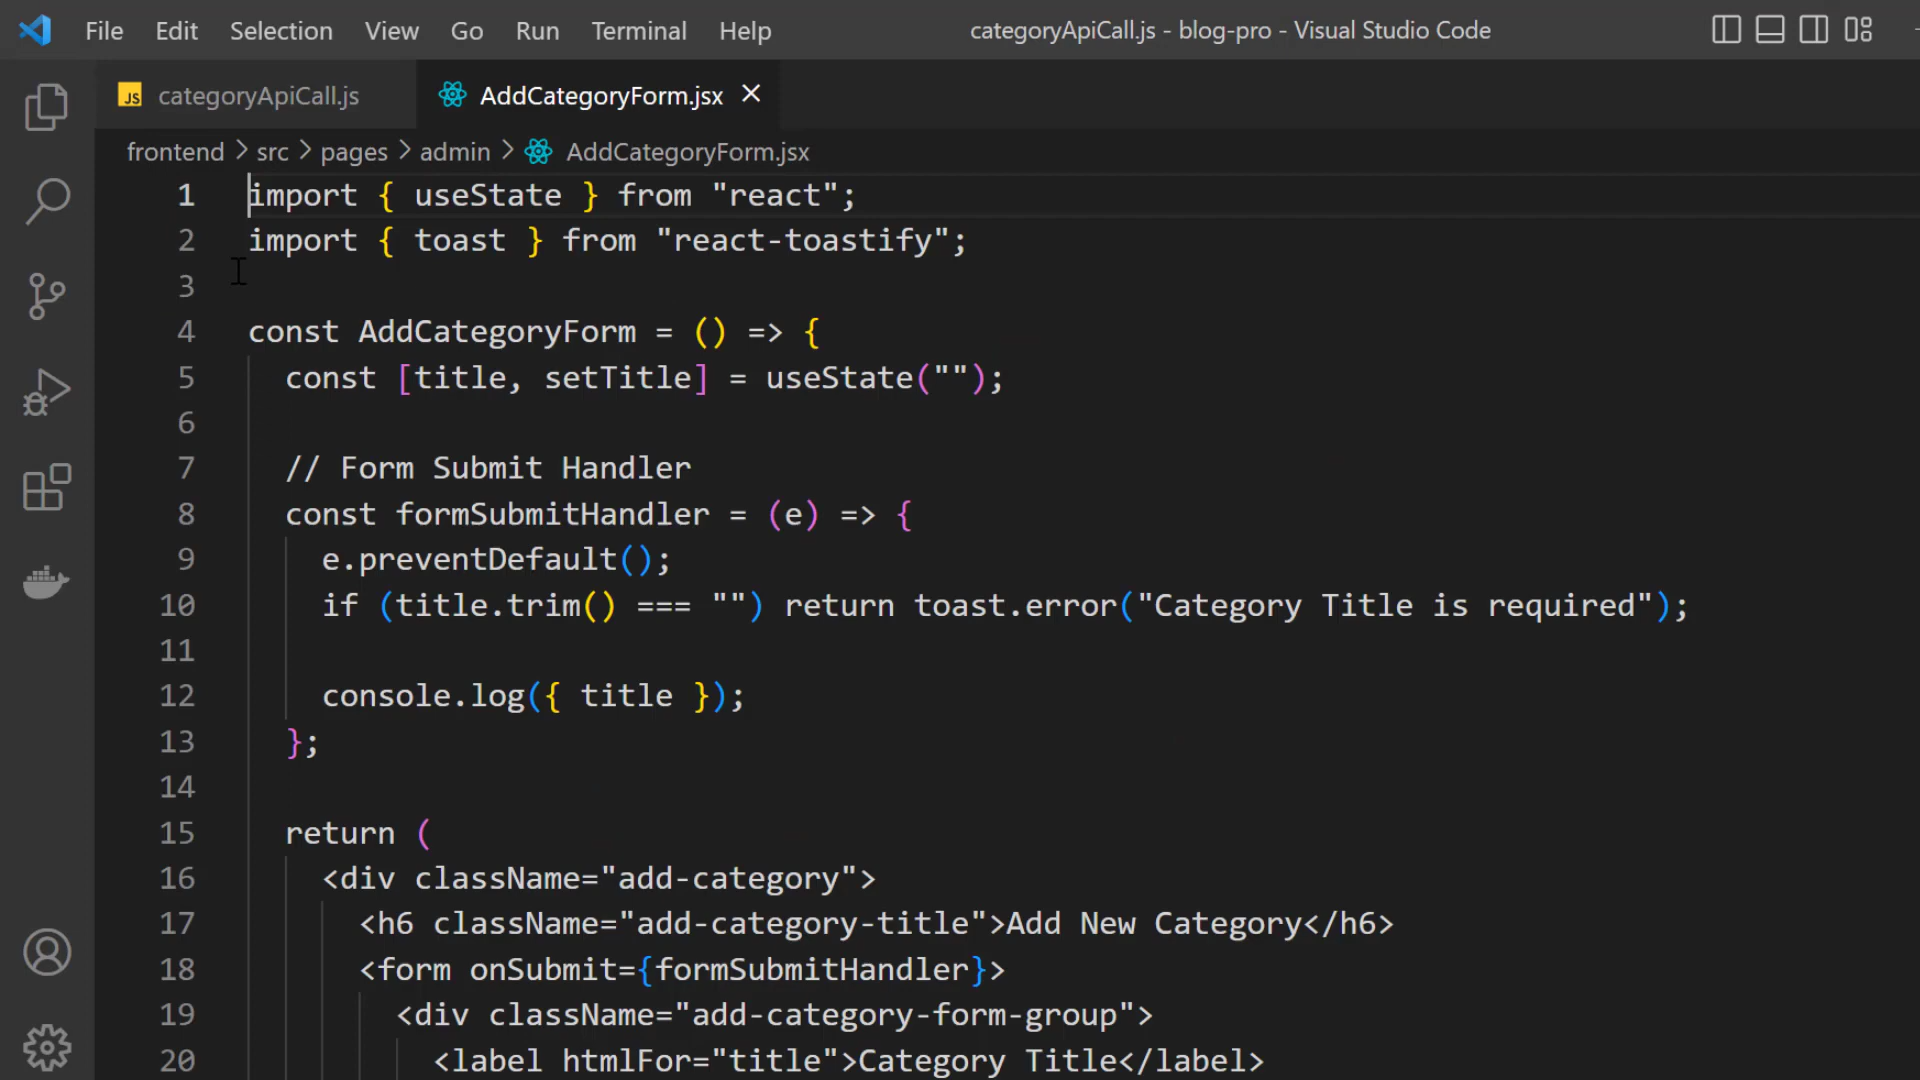 File Edit Selection View Go Run Terminal Help categoryApiCall.js - blog-pro - Visual Studio Code
JS categoryApiCall.js AddCategoryForm.jsx
frontend > src > pages > admin > AddCategoryForm.jsx
1 import { useState } from "react";
2 import { toast } from "react-toastify";
3
4 const AddCategoryForm = () => {
5 const [title, setTitle] = useState("");
6
7 // Form Submit Handler
8 const formSubmitHandler = (e) => {
9 e.preventDefault();
10 if (title.trim() === "") return toast.error("Category Title is required");
11
12 console.log({ title });
13 };
14
15 return (
16 <div className="add-category">
17 <h6 className="add-category-title">Add New Category</h6>
18 <form onSubmit={formSubmitHandler}>
19 <div className="add-category-form-group">
20 <label htmlFor="title">Category Title</label>